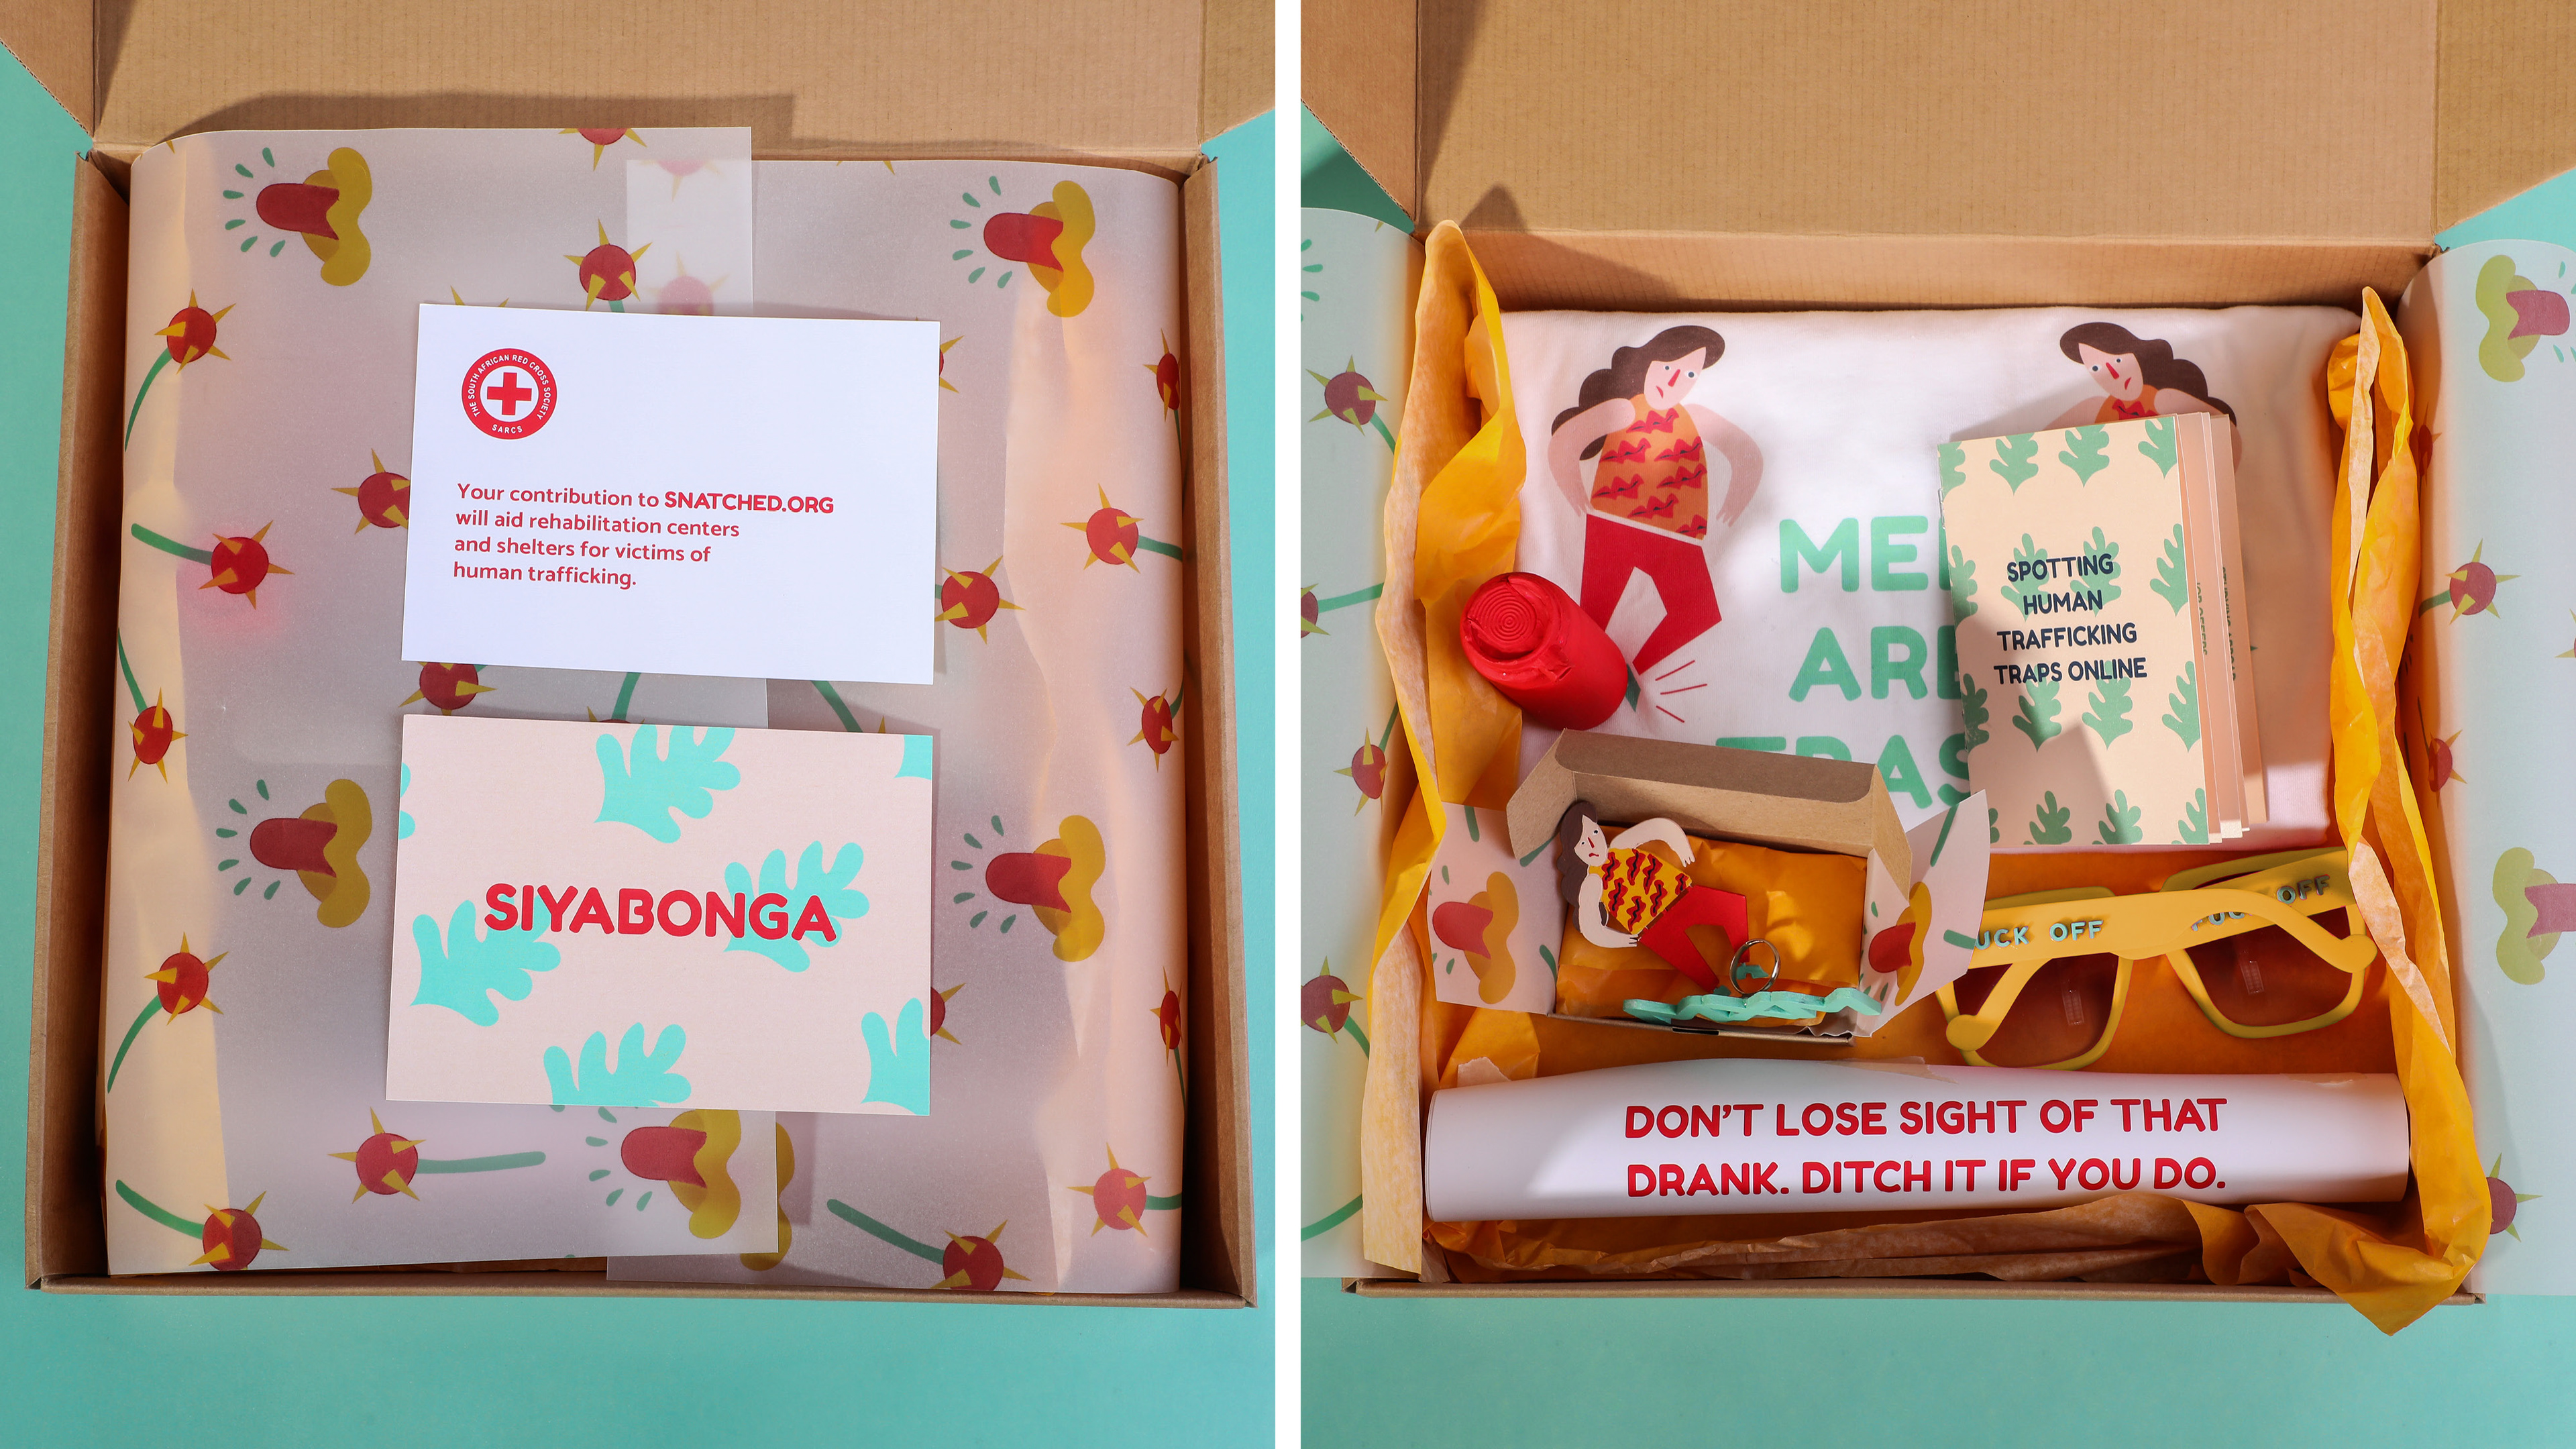 THE SOUTH AFRICAN RED CROSS SOCIETY
SARCS
Your contribution to SNATCHED.ORG
will aid rehabilitation centers
and shelters for victims of
human trafficking.
SIYABONGA
ME
ARE
TRAS
SPOTTING
HUMAN
TRAFFICKING
TRAPS ONLINE
UCK OFF
FUCK OFF
DON'T LOSE SIGHT OF THAT
DRANK. DITCH IT IF YOU DO.